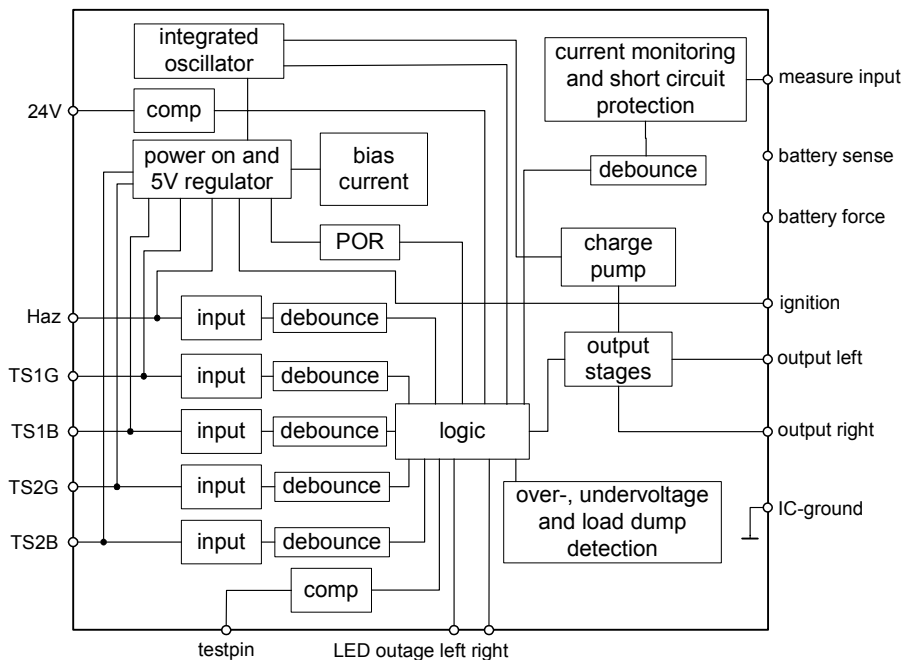 integrated
oscillator
current monitoring
and short circuit
protection
measure input
24V
comp
power on and
5V regulator
bias
current
debounce
battery sense
battery force
POR
charge
pump
Haz
input
debounce
ignition
TS1G
input
debounce
output
stages
output left
TS1B
input
debounce
logic
output right
TS2G
input
debounce
over-, undervoltage
and load dump
detection
IC-ground
TS2B
input
debounce
comp
testpin
LED outage left right